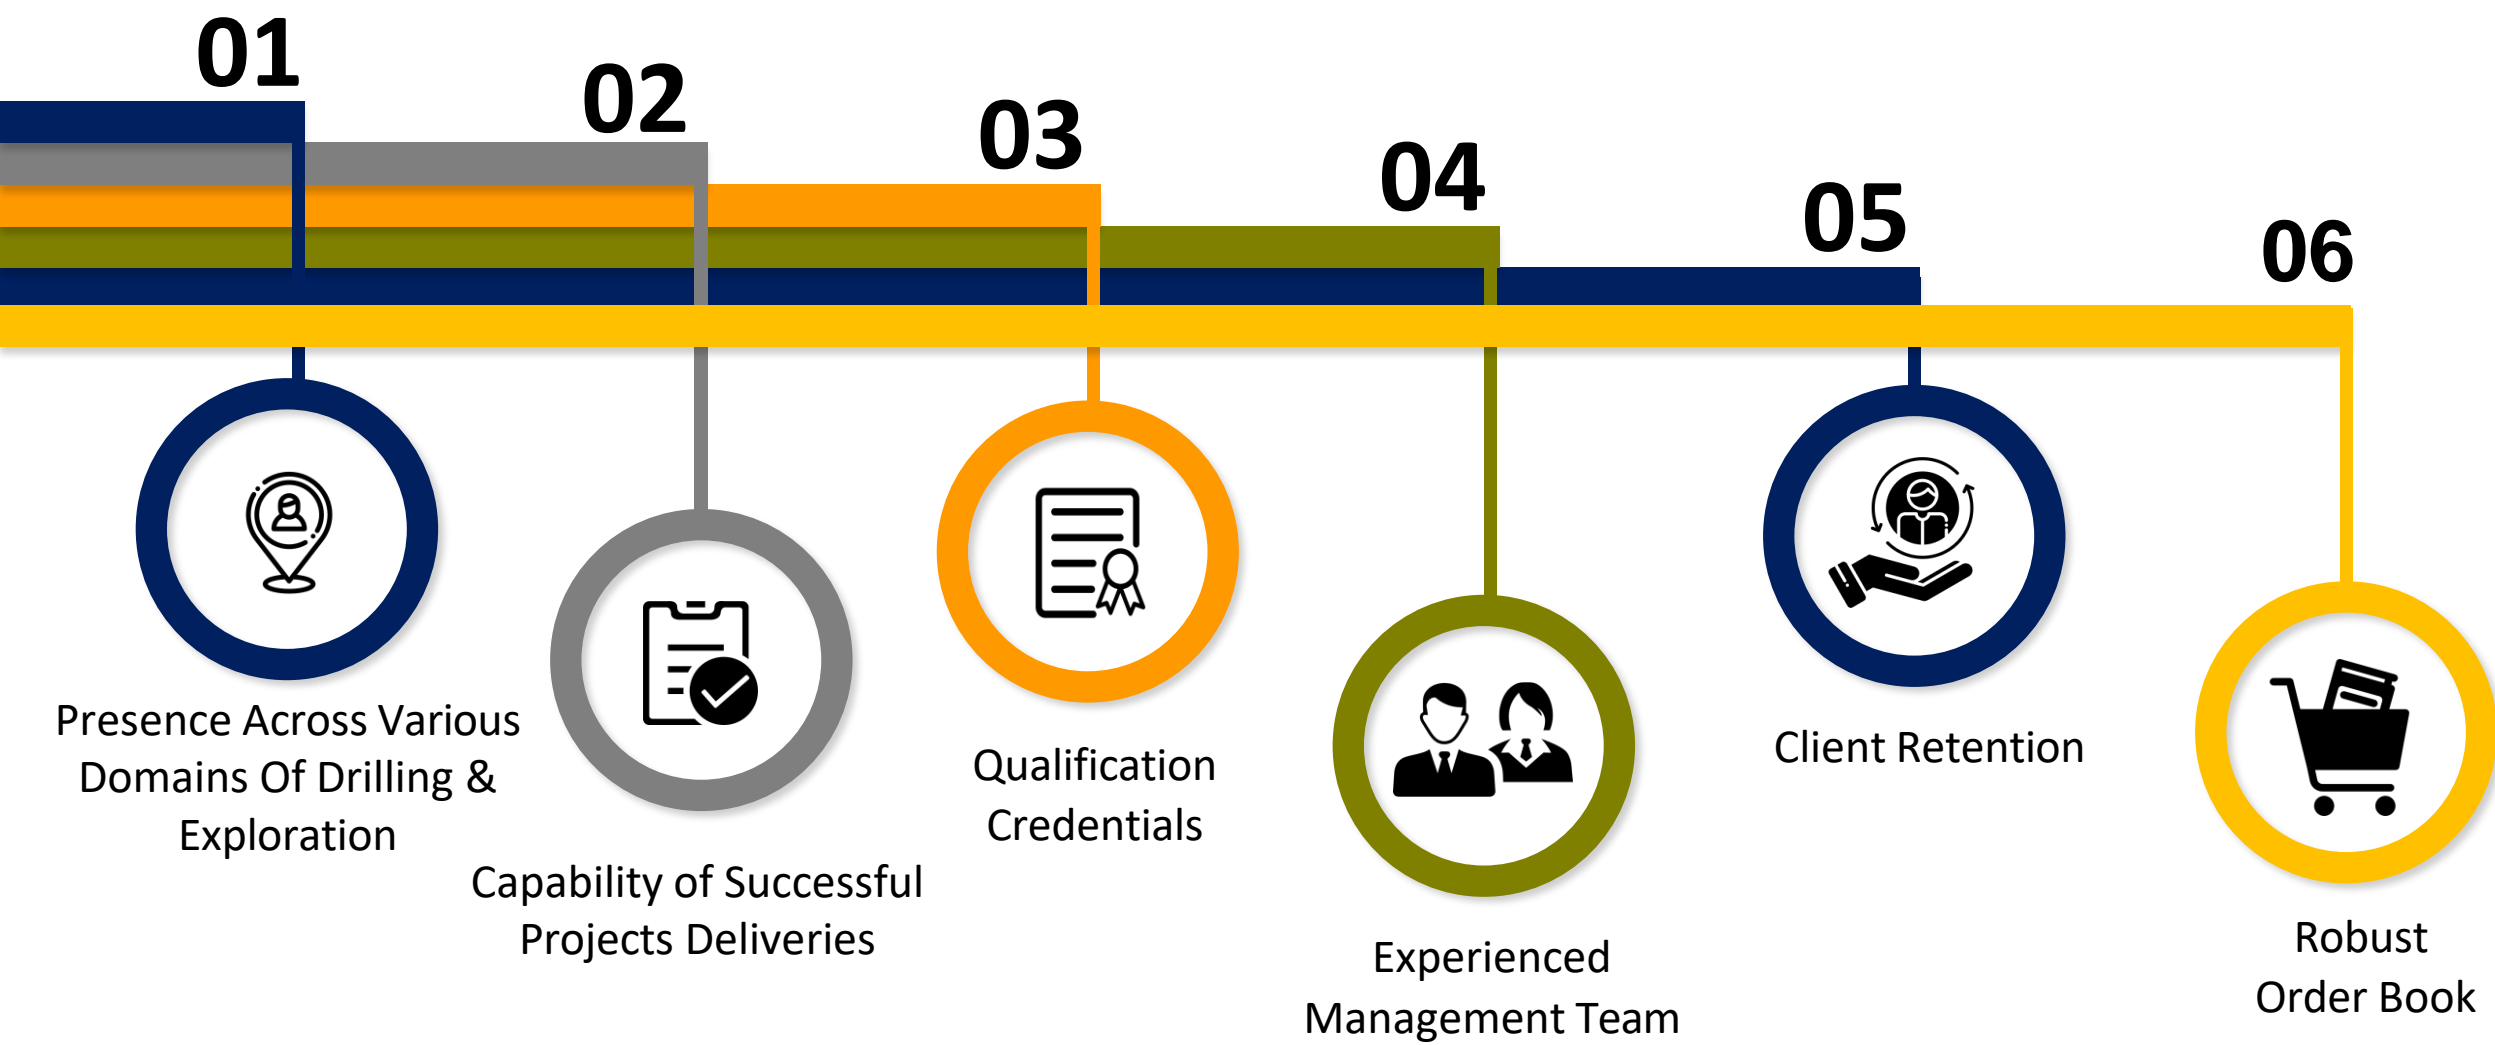 01
Presence Across Various
Domains Of Drilling &
Exploration
02
Capability of Successful
Projects Deliveries
03
Qualification
Credentials
04
Experienced
Management Team
05
Client Retention
06
Robust
Order Book